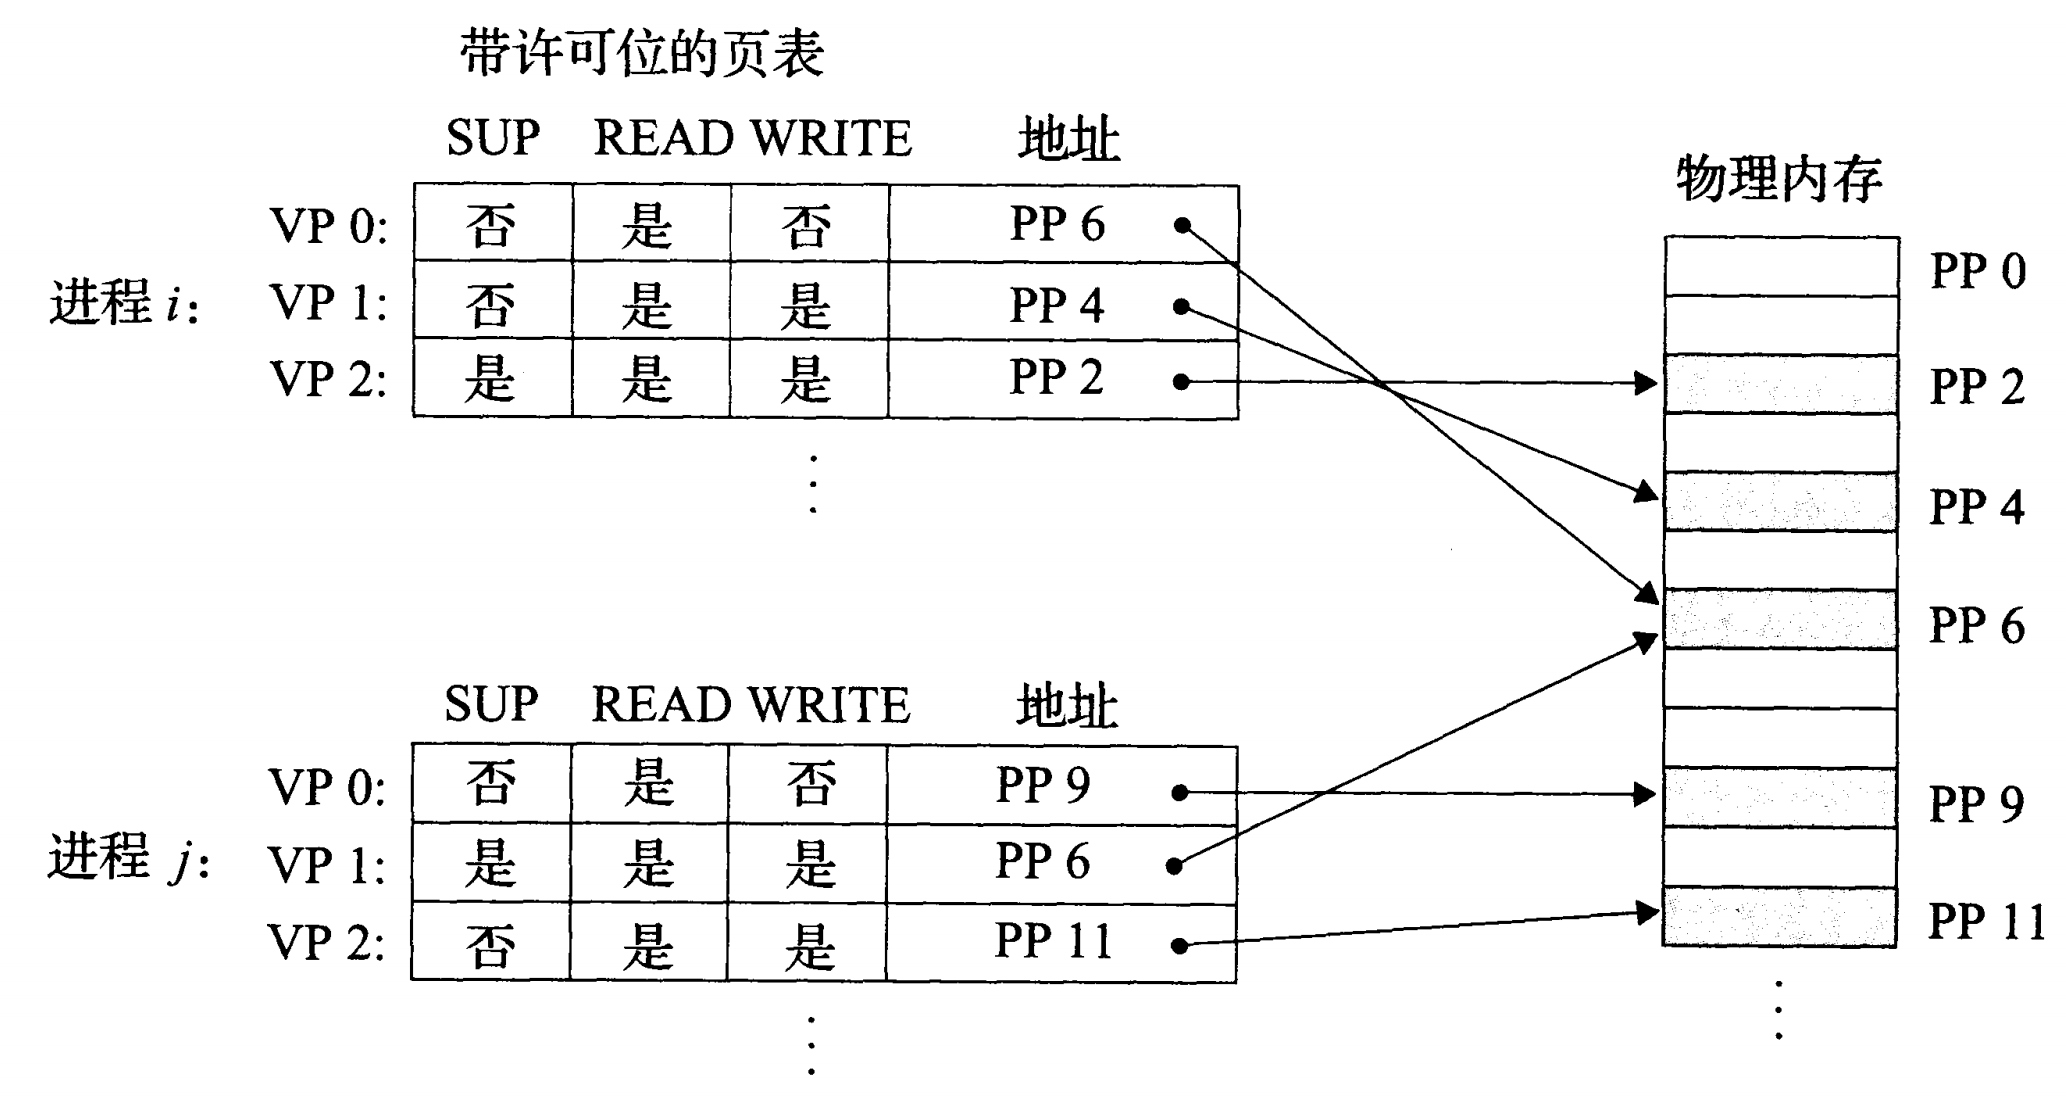 带许可位的页表
SUP READ WRITE 地址
物理内存
VP 0: 否 是 否 PP 6
PP 0
进程 i: VP 1: 否 是 是 PP 4
VP 2: 是 是 是 PP 2
PP 2
PP 4
PP 6
SUP READ WRITE 地址
VP 0: 否 是 否 PP 9
PP 9
进程 j: VP 1: 是 是 是 PP 6
VP 2: 否 是 是 PP 11
PP 11